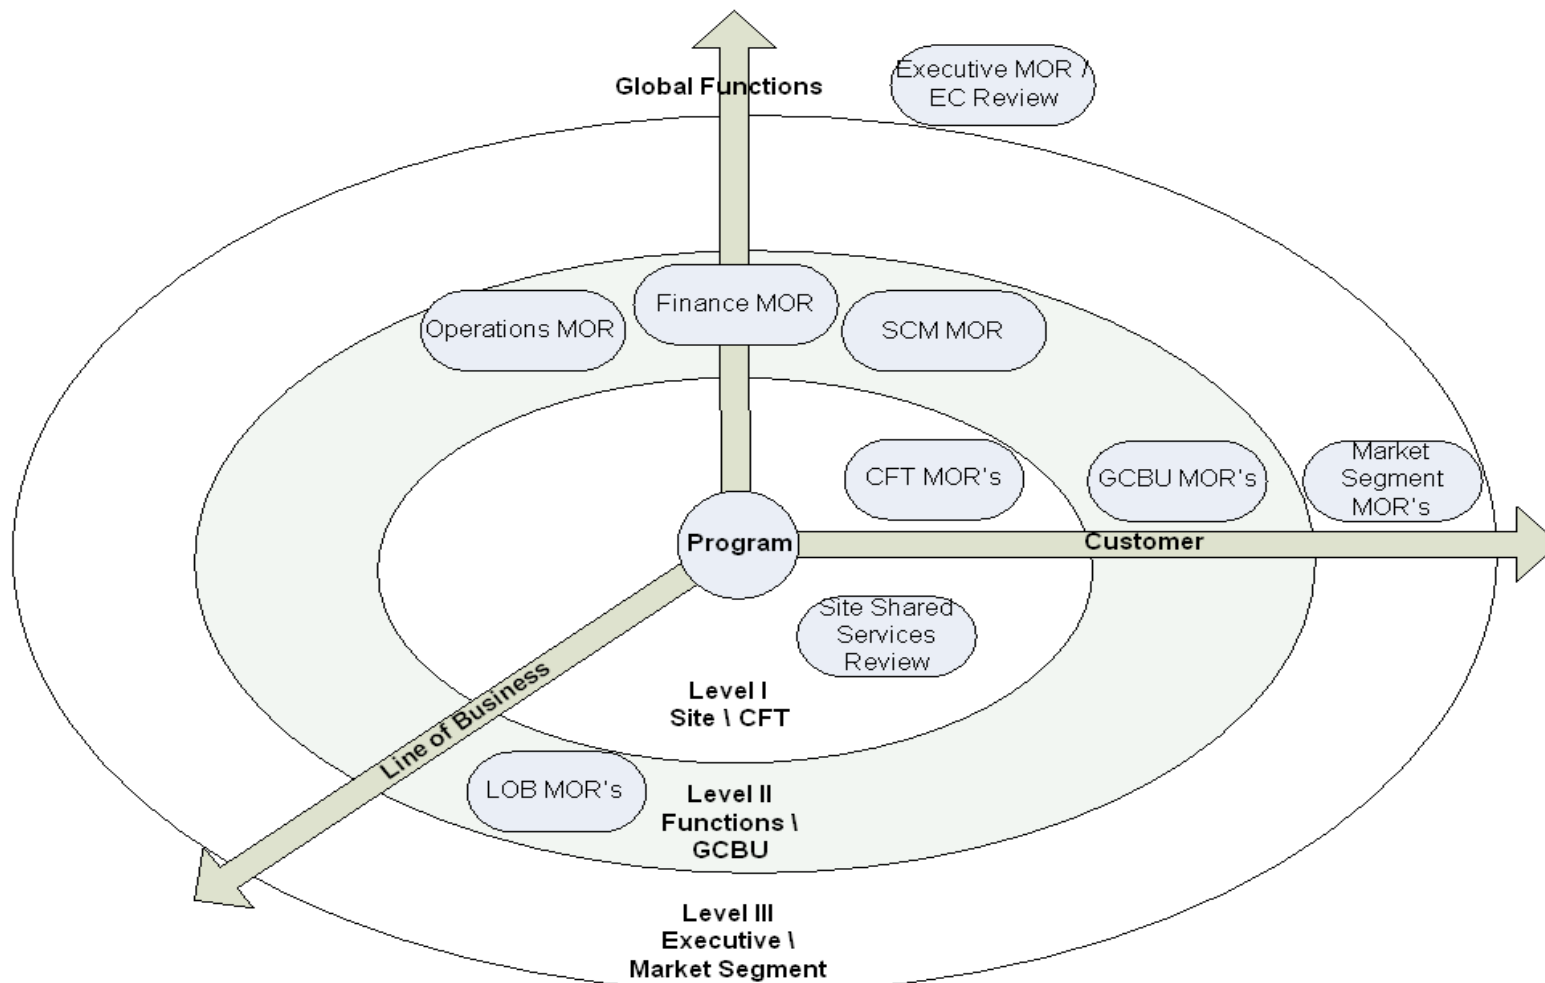 Executive MOR /
EC Review
Global Functions
Finance MOR
Operations MOR
SCM MOR
CFT MOR's
GCBU MOR's
Market
Segment
MOR's
Program
Customer
Site Shared
Services
Review
Line of Business
Level I
Site \ CFT
LOB MOR's
Level II
Functions \
GCBU
Level III
Executive \
Market Segment